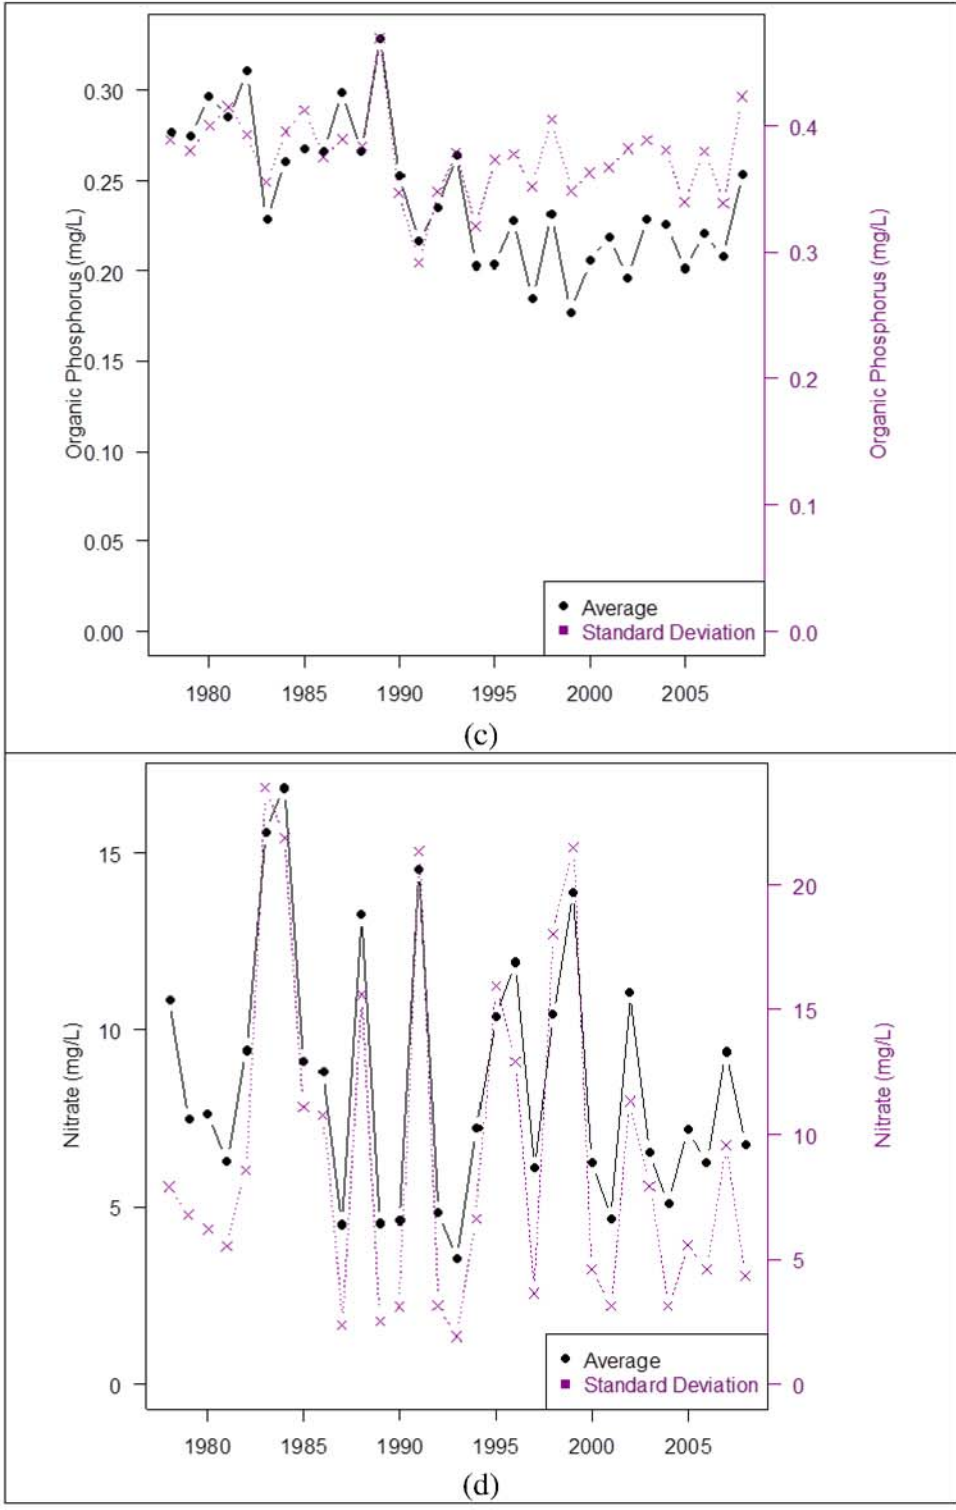 0.30
0.25
0.20
0.15
0.10
0.05
0.00
Organic Phosphorus (mg/L)
0.4
0.3
0.2
0.1
0.0
Organic Phosphorus (mg/L)
Average
Standard Deviation
1980 1985 1990 1995 2000 2005
(c)
15
10
5
0
Nitrate (mg/L)
20
15
10
5
0
Nitrate (mg/L)
Average
Standard Deviation
1980 1985 1990 1995 2000 2005
(d)